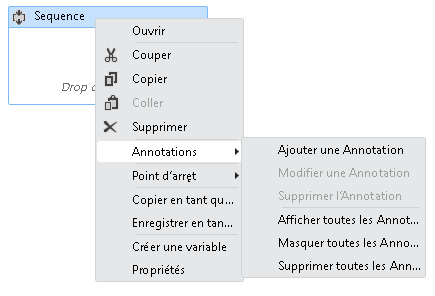 Sequence
Drop
Ouvrir
Couper
Copier
Coller
Supprimer
Annotations
Point d'arręt
Copier en tant qu...
Enregistrer en tan...
Créer une variable
Propriétés
Ajouter une Annotation
Modifier une Annotation
Supprimer l'Annotation
Afficher toutes les Annot...
Masquer toutes les Anno...
Supprimer toutes les An...